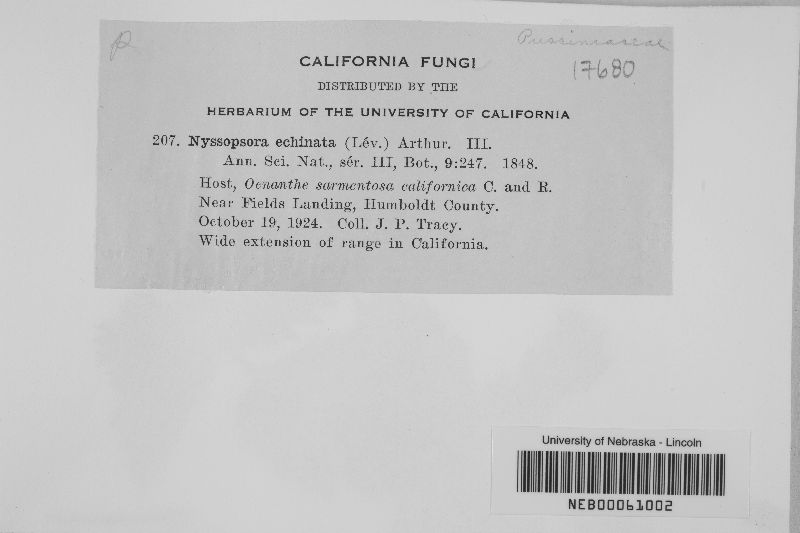 p
Pucciniaceae
CALIFORNIA FUNGI
17680
DISTRIBUTED BY THE
HERBARIUM OF THE UNIVERSITY OF CALIFORNIA
207. Nyssopsora echinata (Lév.) Arthur. III.
Ann. Sci. Nat., sér. III, Bot., 9:247. 1848.
Host, Oenanthe sarmentosa californica C. and R.
Near Fields Landing, Humboldt County.
October 19, 1924. Coll. J. P. Tracy.
Wide extension of range in California.
University of Nebraska - Lincoln
NEB00061002